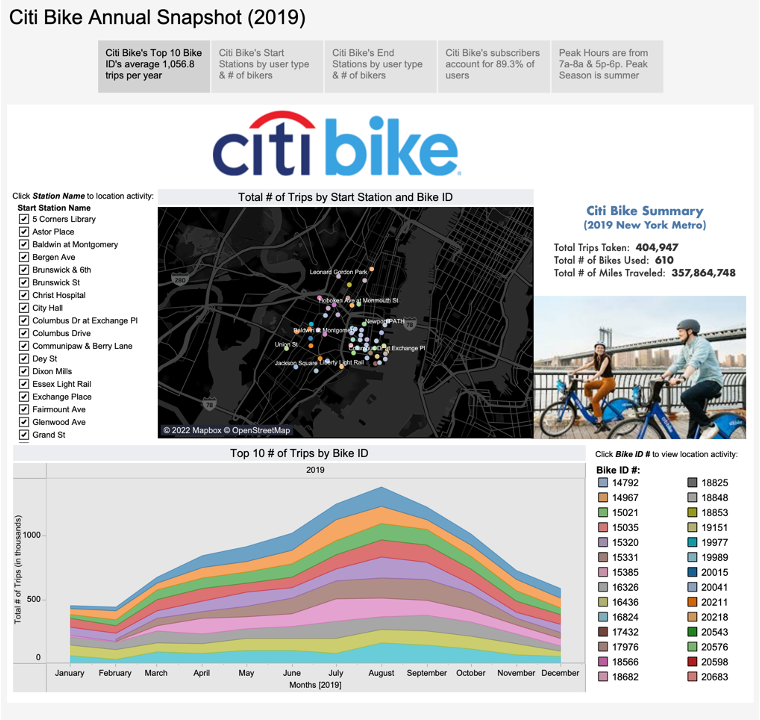 Citi Bike Annual Snapshot (2019)
Citi Bike's Top 10 Bike
ID's average 1,056.8
trips per year
Citi Bike's Start
Stations by user type
& # of bikers
Citi Bike's End
Stations by user type
& # of bikers
Citi Bike's subscribers
account for 89.3% of
users
Peak Hours are from
7a-8a & 5p-6p. Peak
Season is summer
citi bike
Click Station Name to location activity:
Start Station Name
5 Corners Library
Astor Place
Baldwin at Montgomery
Bergen Ave
Brunswick & 6th
Brunswick St
Christ Hospital
City Hall
Columbus Dr at Exchange Pl
Columbus Drive
Communipaw & Berry Lane
Dey St
Dixon Mills
Essex Light Rail
Exchange Place
Fairmount Ave
Glenwood Ave
Grand St
Total # of Trips by Start Station and Bike ID
Leonard Gordon Park
280
Hoboken Ave at Monmouth St
NewportPATH
78
Baldwin at Montgomery
Union St
at Exchange Pl
Jackson Square
Liberty Light Rail
78
© 2022 Mapbox © OpenStreetMap
Citi Bike Summary
(2019 New York Metro)
Total Trips Taken: 404,947
Total # of Bikes Used: 610
Total # of Miles Traveled: 357,864,748
Top 10 # of Trips by Bike ID
2019
Total # of Trips (in thousands)
1000
500
0
January February March April May June July August September October November December
Months [2019]
Click Bike ID # to view location activity:
Bike ID #:
14792
14967
15021
15035
15320
15331
15385
16326
16436
16824
17432
17976
18566
18682
18825
18848
18853
19151
19977
19989
20015
20041
20211
20218
20543
20576
20598
20683